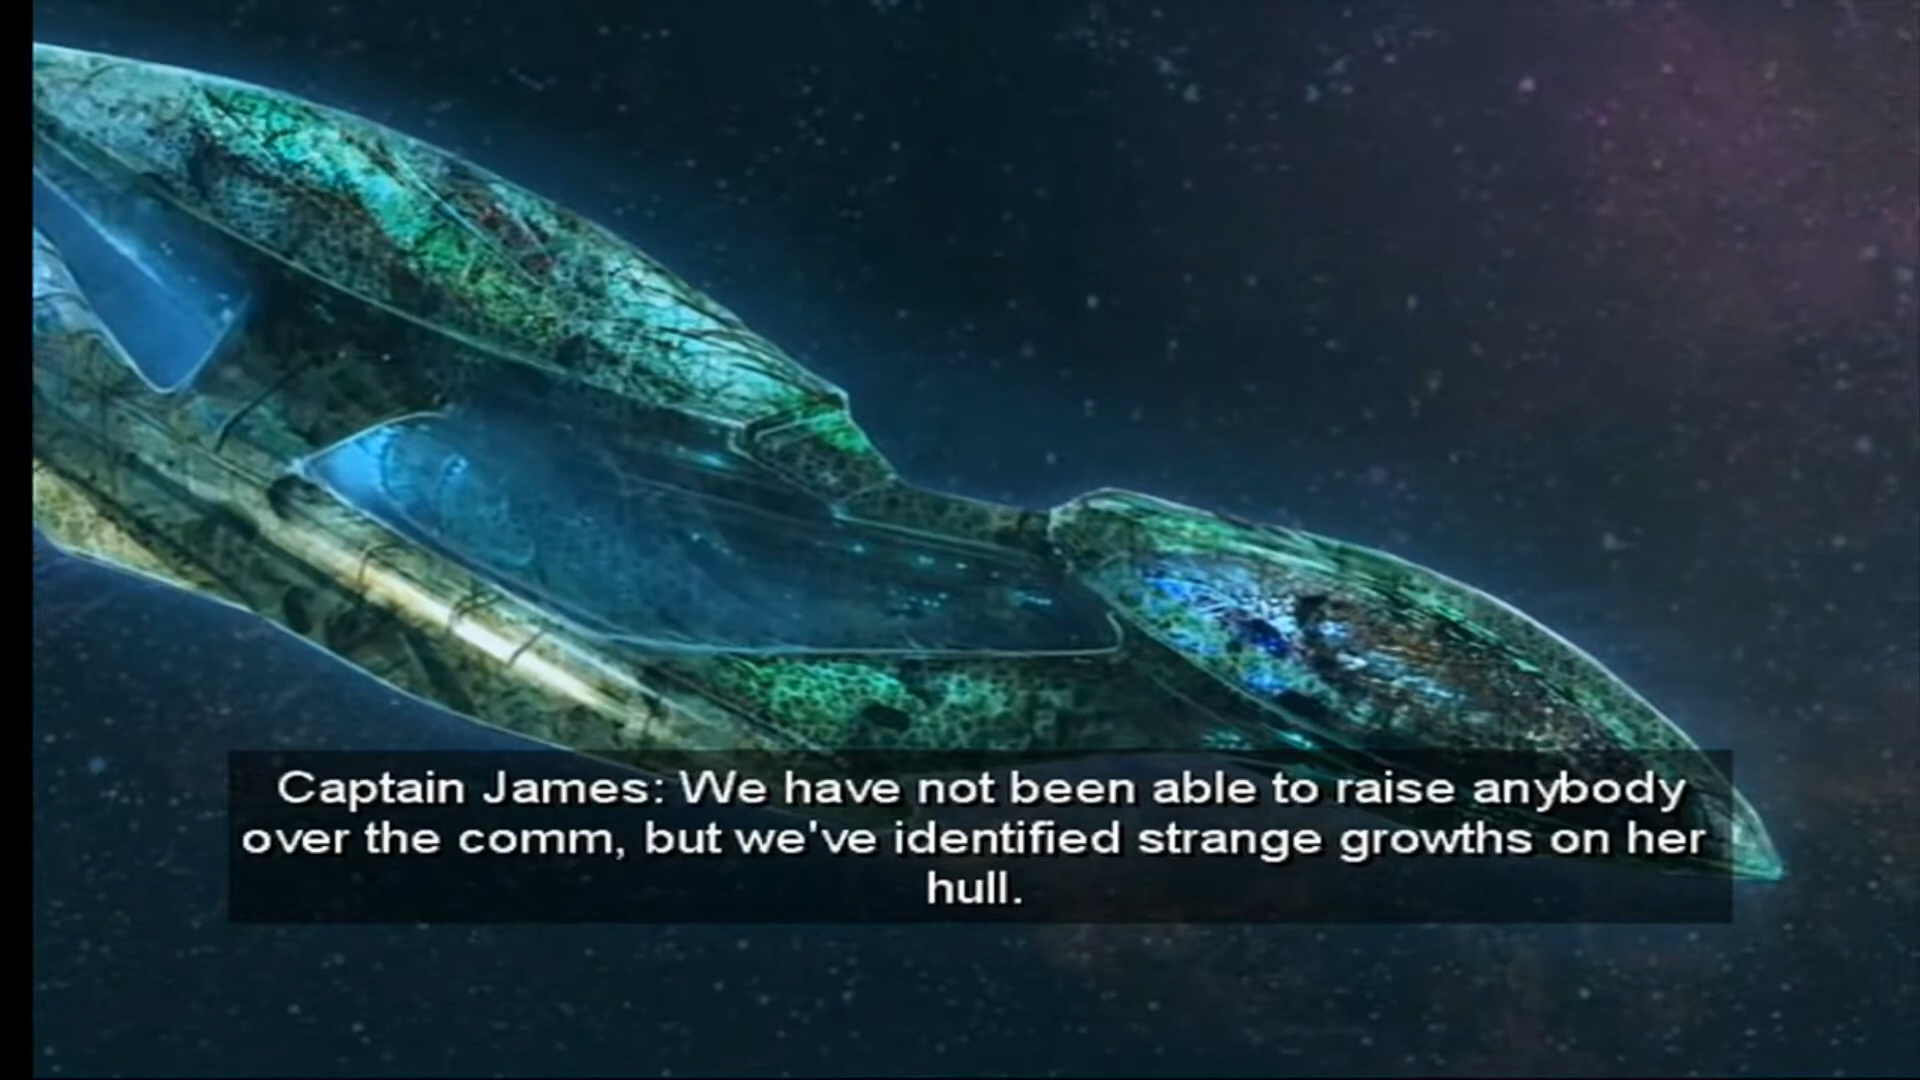 Captain James: We have not been able to raise anybody
over the comm, but we've identified strange growths on her
hull.